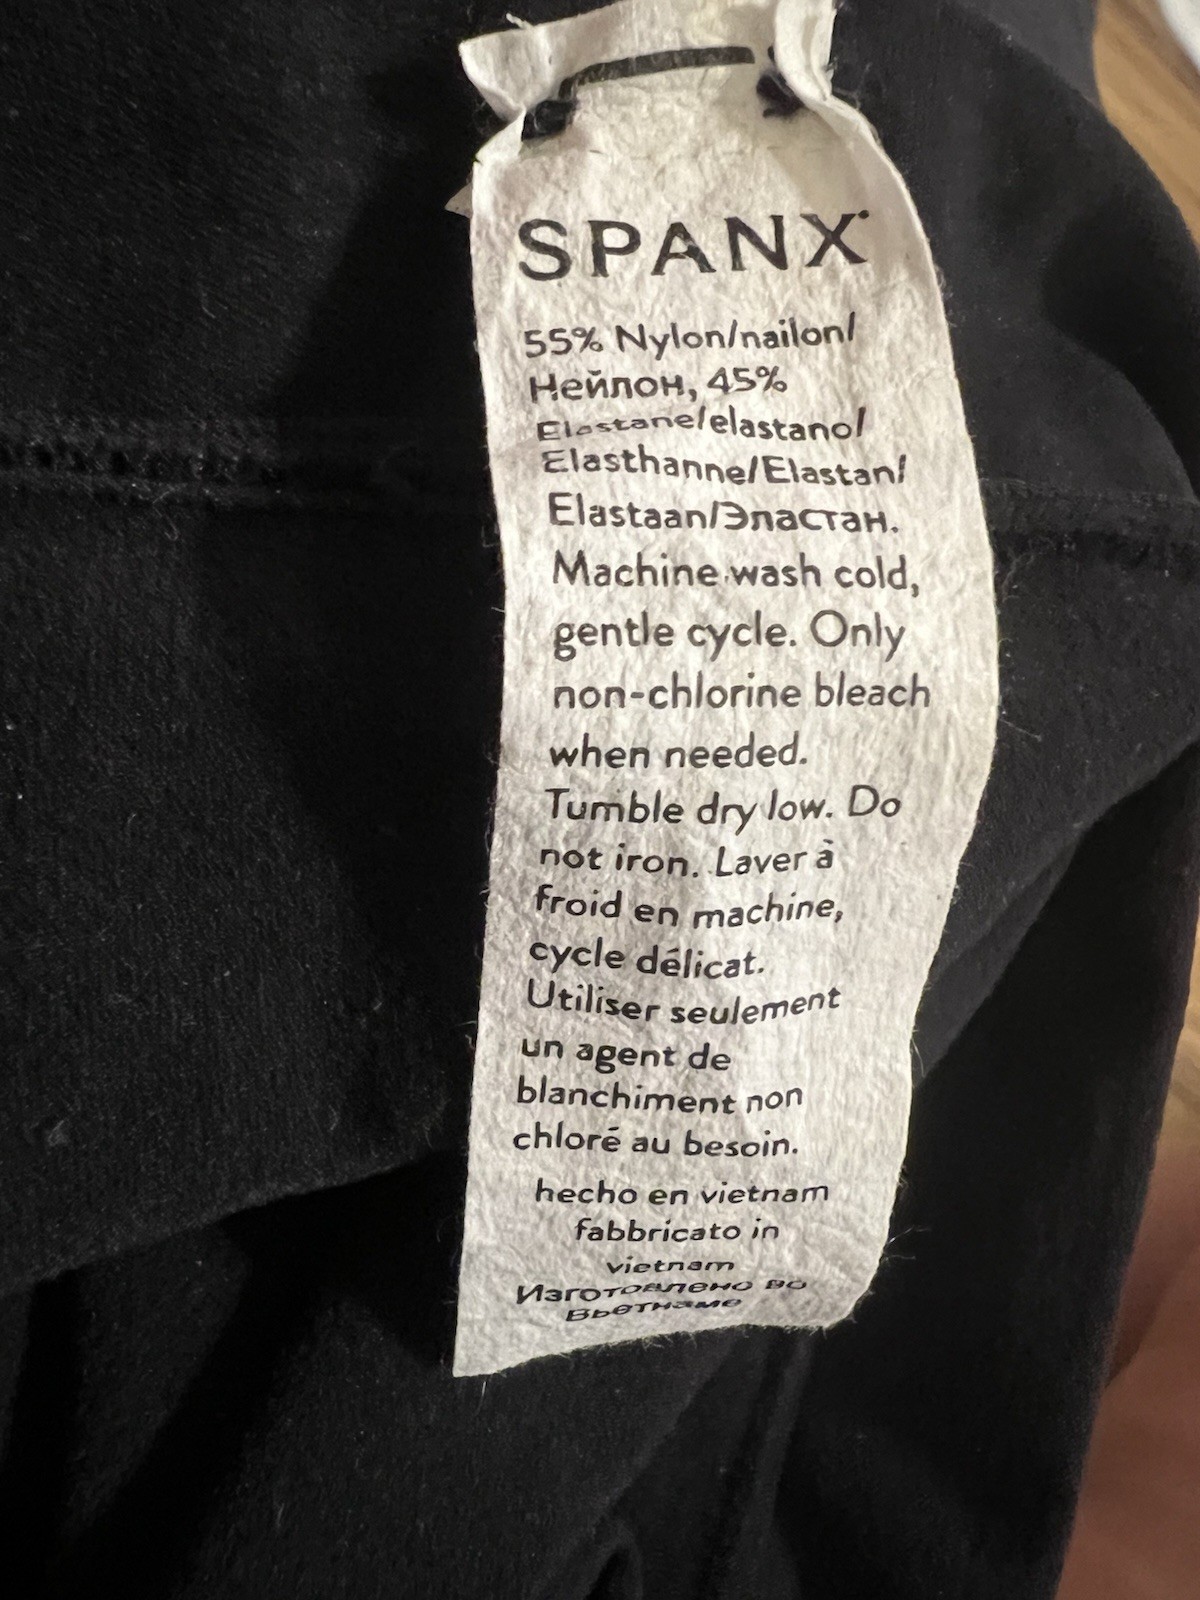 SPANX
55% Nylon/nailon/
Нейлон, 45%
Elastane/elastano/
Elasthanne/Elastan/
Elastaan/Эластан.
Machine wash cold,
gentle cycle. Only
non-chlorine bleach
when needed.
Tumble dry low. Do
not iron. Laver à
froid en machine,
cycle délicat.
Utiliser seulement
un agent de
blanchiment non
chloré au besoin.
hecho en vietnam
fabbricato in
vietnam
Изготовлено во
Вьетнаме